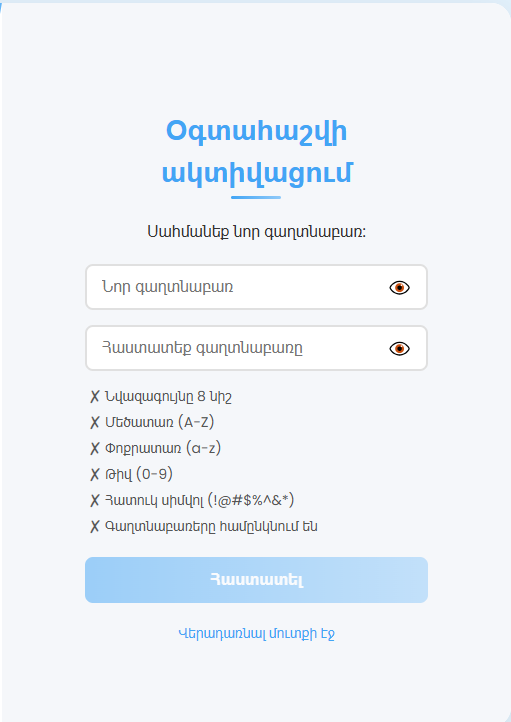 Օգտահաշվի
ակտիվացում
Սահմանեք նոր գաղտնաբառ:
Նոր գաղտնաբառ
Հաստատեք գաղտնաբառը
✗ Նվազագույնը 8 նիշ
✗ Մեծատառ (A-Z)
✗ Փոքրատառ (a-z)
✗ Թիվ (0-9)
✗ Հատուկ սիմվոլ (!@#$%^&*)
✗ Գաղտնաբառերը համընկնում են
Հաստատել
Վերադառնալ մուտքի էջ